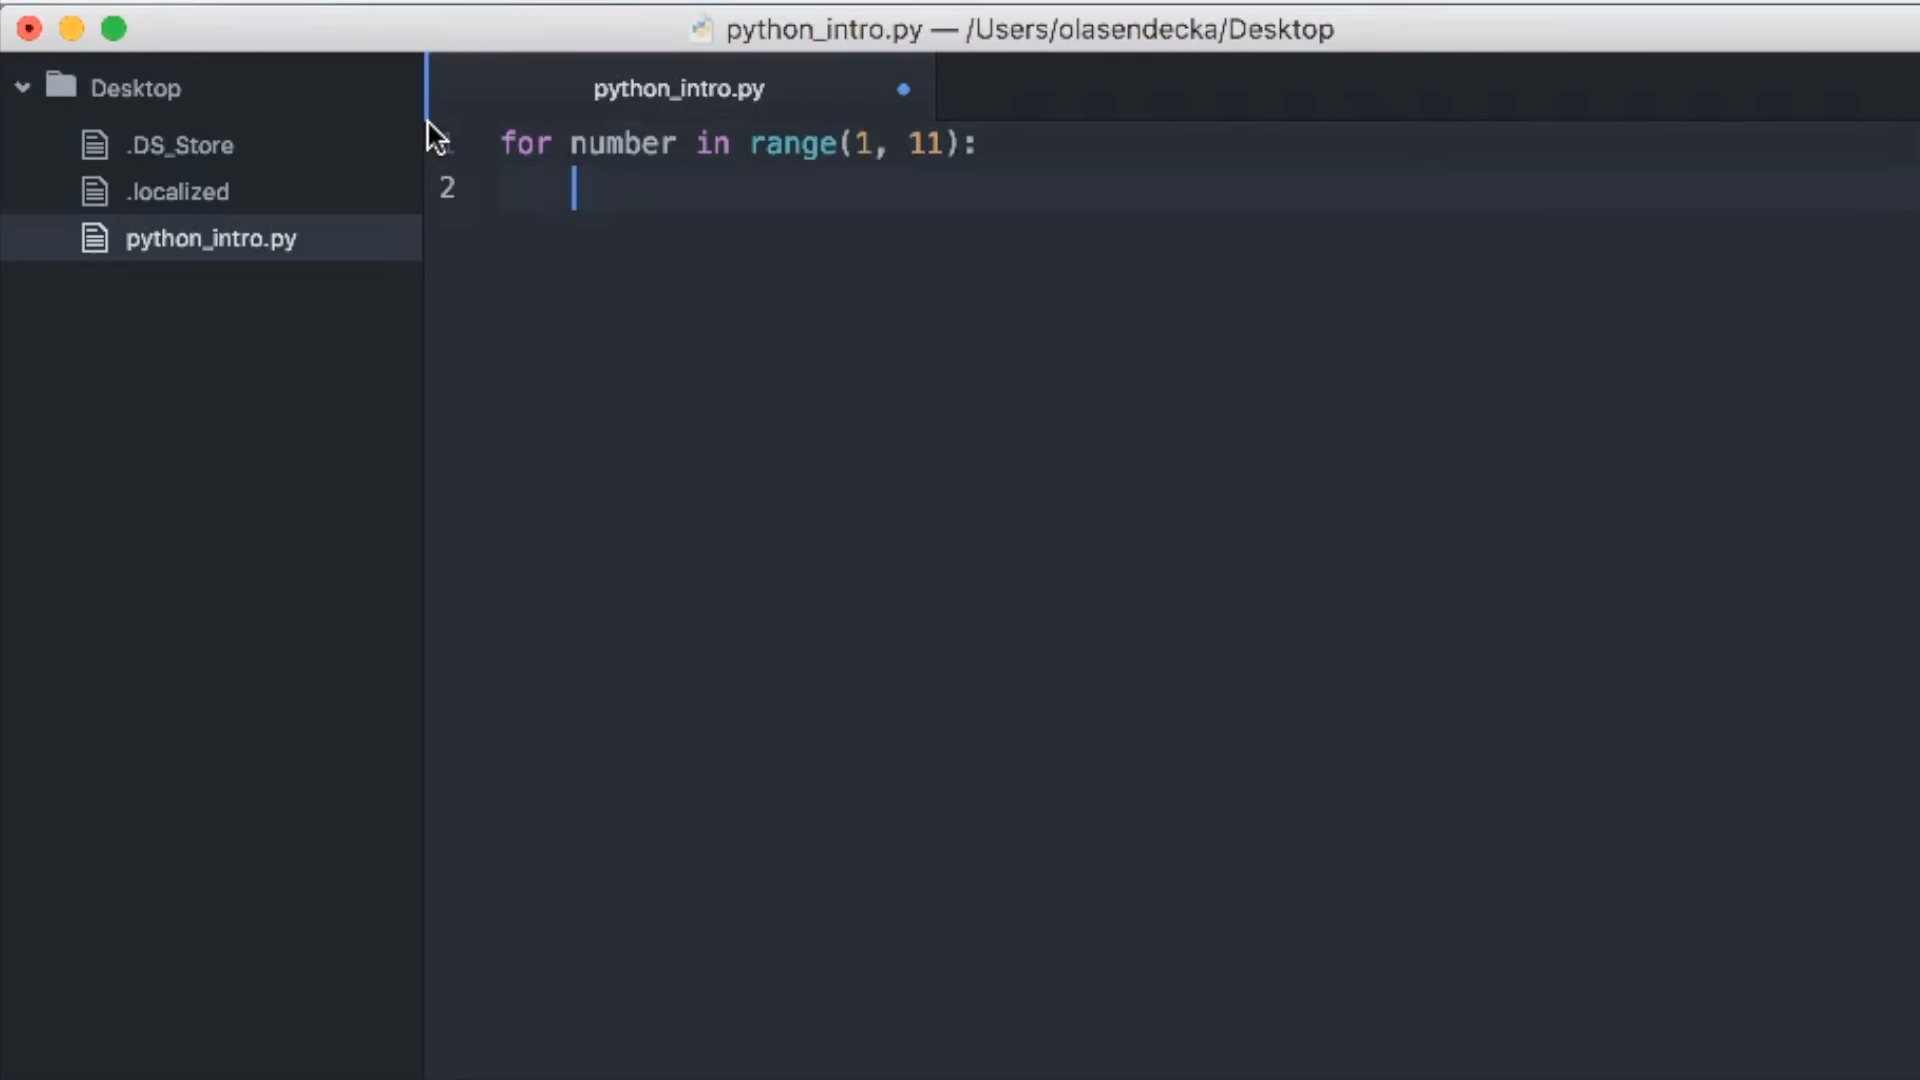 python_intro.py — /Users/olasendecka/Desktop
Desktop
.DS_Store
.localized
python_intro.py
python_intro.py
for number in range(1, 11):
2